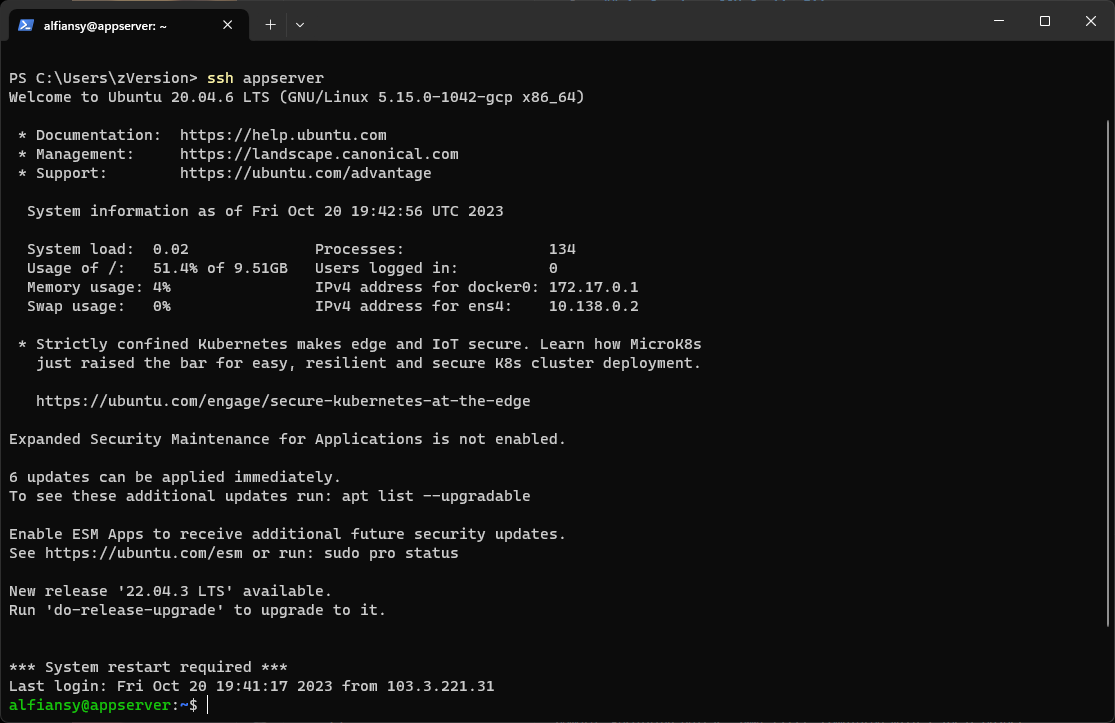 alfiansy@appserver: ~
PS C:\Users\zVersion> ssh appserver
Welcome to Ubuntu 20.04.6 LTS (GNU/Linux 5.15.0-1042-gcp x86_64)
* Documentation:  https://help.ubuntu.com
* Management:     https://landscape.canonical.com
* Support:        https://ubuntu.com/advantage
System information as of Fri Oct 20 19:42:56 UTC 2023
System load:  0.02              Processes:                134
Usage of /:   51.4% of 9.51GB   Users logged in:          0
Memory usage: 4%                IPv4 address for docker0: 172.17.0.1
Swap usage:   0%                IPv4 address for ens4:    10.138.0.2
* Strictly confined Kubernetes makes edge and IoT secure. Learn how MicroK8s
just raised the bar for easy, resilient and secure K8s cluster deployment.
https://ubuntu.com/engage/secure-kubernetes-at-the-edge
Expanded Security Maintenance for Applications is not enabled.
6 updates can be applied immediately.
To see these additional updates run: apt list --upgradable
Enable ESM Apps to receive additional future security updates.
See https://ubuntu.com/esm or run: sudo pro status
New release '22.04.3 LTS' available.
Run 'do-release-upgrade' to upgrade to it.
*** System restart required ***
Last login: Fri Oct 20 19:41:17 2023 from 103.3.221.31
alfiansy@appserver:~$